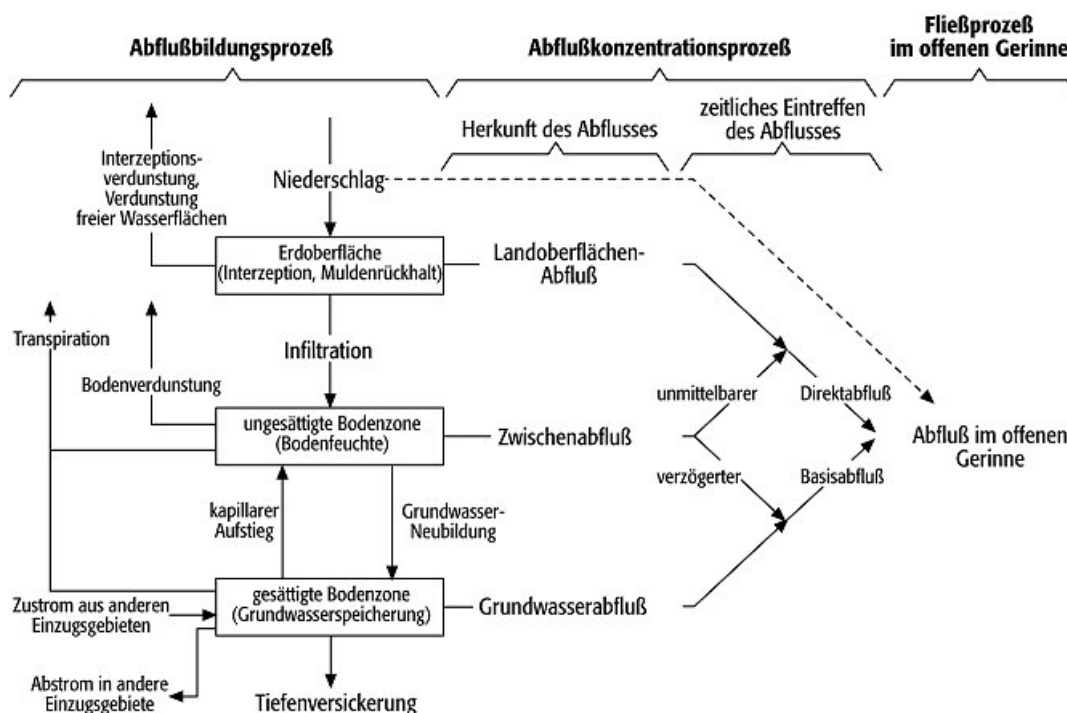 Abflußbildungsprozeß
Abflußkonzentrationsprozeß
Fließprozeß
im offenen Gerinne
Herkunft des Abflusses
zeitliches Eintreffen
des Abflusses
Interzeptions-
verdunstung,
Verdunstung
freier Wasserflächen
Niederschlag
Erdoberfläche
(Interzeption, Muldenrückhalt)
Landoberflächen-
Abfluß
Transpiration
Infiltration
Bodenverdunstung
unmittelbarer
Direktabfluß
ungesättigte Bodenzone
(Bodenfeuchte)
Zwischenabfluß
Abfluß im offenen
Gerinne
verzögerter
Basisabfluß
kapillarer
Aufstieg
Grundwasser-
Neubildung
Zustrom aus anderen
Einzugsgebieten
gesättigte Bodenzone
(Grundwasserspeicherung)
Grundwasserabfluß
Abstrom in andere
Einzugsgebiete
Tiefenversickerung